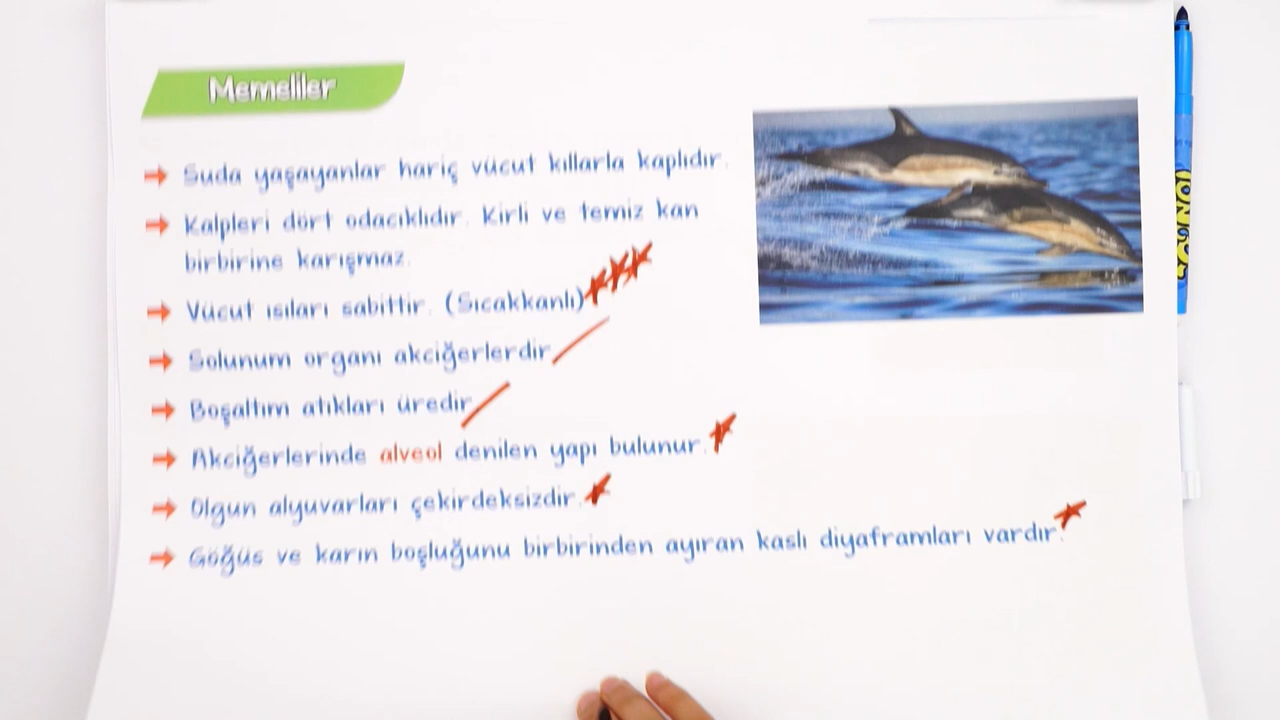 Memeliler
Suda yaşayanlar hariç vücut kıllarla kaplıdır.
Kalpleri dört odacıklıdır. Kirli ve temiz kan
birbirine karışmaz.
Vücut ısıları sabittir. (Sıcakkanlı)
Solunum organı akciğerlerdir
Boşaltım atıkları üredir
Akciğerlerinde alveol denilen yapı bulunur.
Olgun alyuvarları çekirdeksizdir.
Göğüs ve karın boşluğunu birbirinden ayıran kaslı diyaframları vardır.